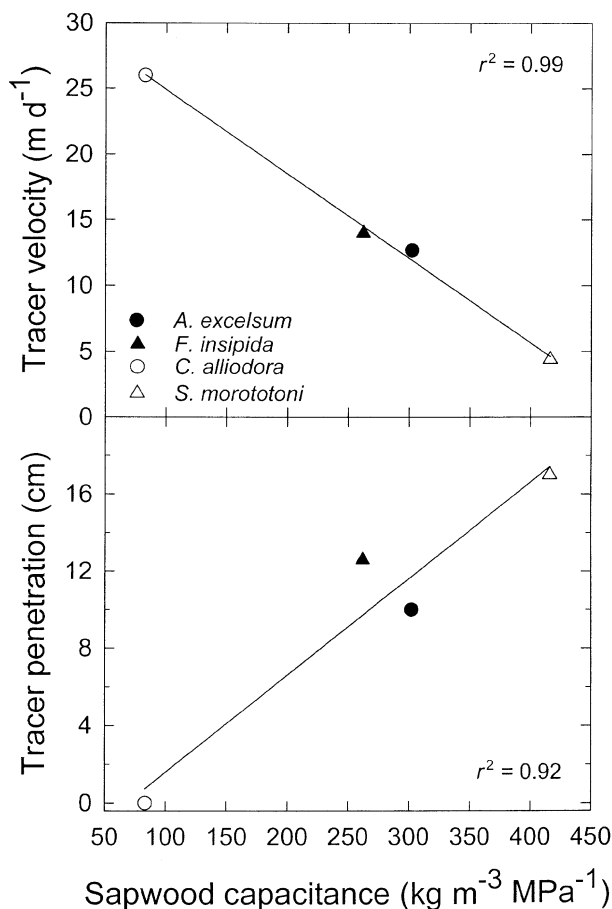 30
r² = 0.99
25
20
15
10
5
0
Tracer velocity (m d⁻¹)
A. excelsum
F. insipida
C. alliodora
S. morototoni
16
12
8
4
0
Tracer penetration (cm)
r² = 0.92
50 100 150 200 250 300 350 400 450
Sapwood capacitance (kg m⁻³ MPa⁻¹)